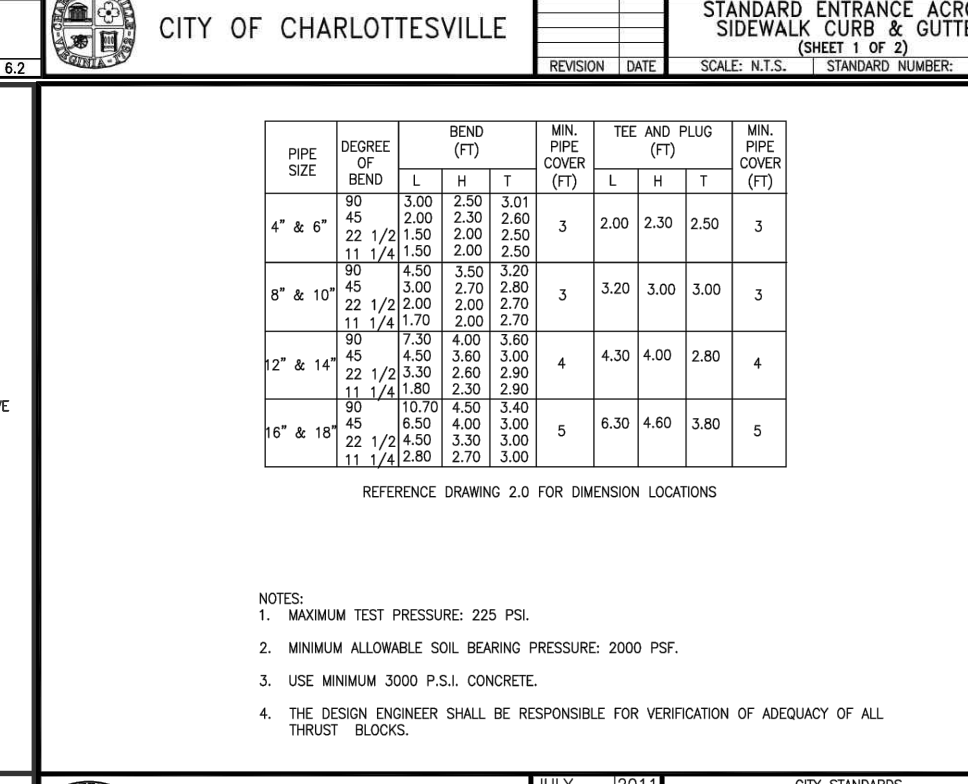 CITY OF CHARLOTTESVILLE
VIRGINIA-1762
REVISION DATE
STANDARD ENTRANCE
SIDEWALK CURB &
(SHEET 1 OF 2)
SCALE: N.T.S. STANDARD NUMBER:
6.2
PIPE SIZE DEGREE OF BEND BEND (FT) MIN. PIPE COVER (FT) TEE AND PLUG (FT) MIN. PIPE COVER (FT)
L H T L H T
4" & 6" 90 3.00 2.50 3.01 3 2.00 2.30 2.50 3
45 2.00 2.30 2.60
22 1/2 1.50 2.00 2.50
11 1/4 1.50 2.00 2.50
8" & 10" 90 4.50 3.50 3.20 3 3.20 3.00 3.00 3
45 3.00 2.70 2.80
22 1/2 2.00 2.00 2.70
11 1/4 1.70 2.00 2.70
12" & 14" 90 7.30 4.00 3.60 4 4.30 4.00 2.80 4
45 4.50 3.60 3.00
22 1/2 3.30 2.60 2.90
11 1/4 1.80 2.30 2.90
16" & 18" 90 10.70 4.50 3.40 5 6.30 4.60 3.80 5
45 6.50 4.00 3.00
22 1/2 4.50 3.30 3.00
11 1/4 2.80 2.70 3.00
REFERENCE DRAWING 2.0 FOR DIMENSION LOCATIONS
NOTES:
1. MAXIMUM TEST PRESSURE: 225 PSI.
2. MINIMUM ALLOWABLE SOIL BEARING PRESSURE: 2000 PSF.
3. USE MINIMUM 3000 P.S.I. CONCRETE.
4. THE DESIGN ENGINEER SHALL BE RESPONSIBLE FOR VERIFICATION OF ADEQUACY OF ALL
THRUST BLOCKS.
JULY 2011
CITY STANDARDS